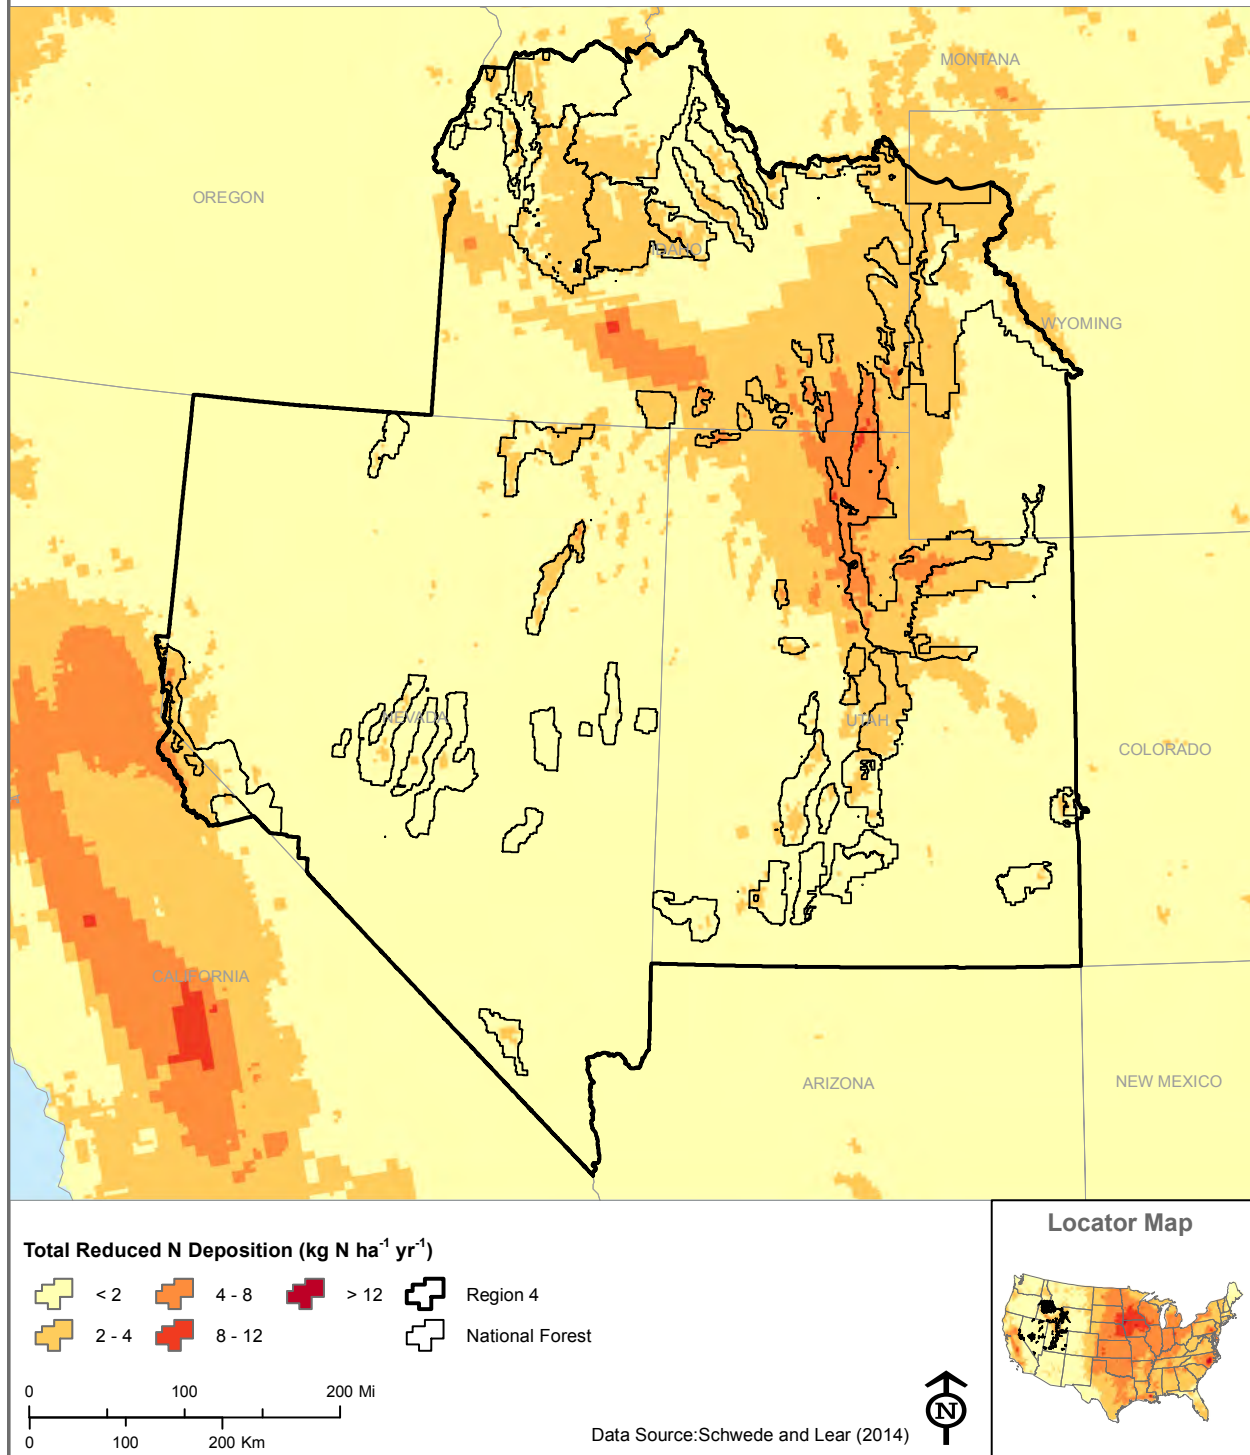 MONTANA
OREGON
IDAHO
WYOMING
NEVADA
UTAH
COLORADO
CALIFORNIA
ARIZONA
NEW MEXICO
Total Reduced N Deposition (kg N ha⁻¹ yr⁻¹)
< 2
4 - 8
> 12
Region 4
2 - 4
8 - 12
National Forest
0 100 200 Mi
0 100 200 Km
Data Source:Schwede and Lear (2014)
N
Locator Map